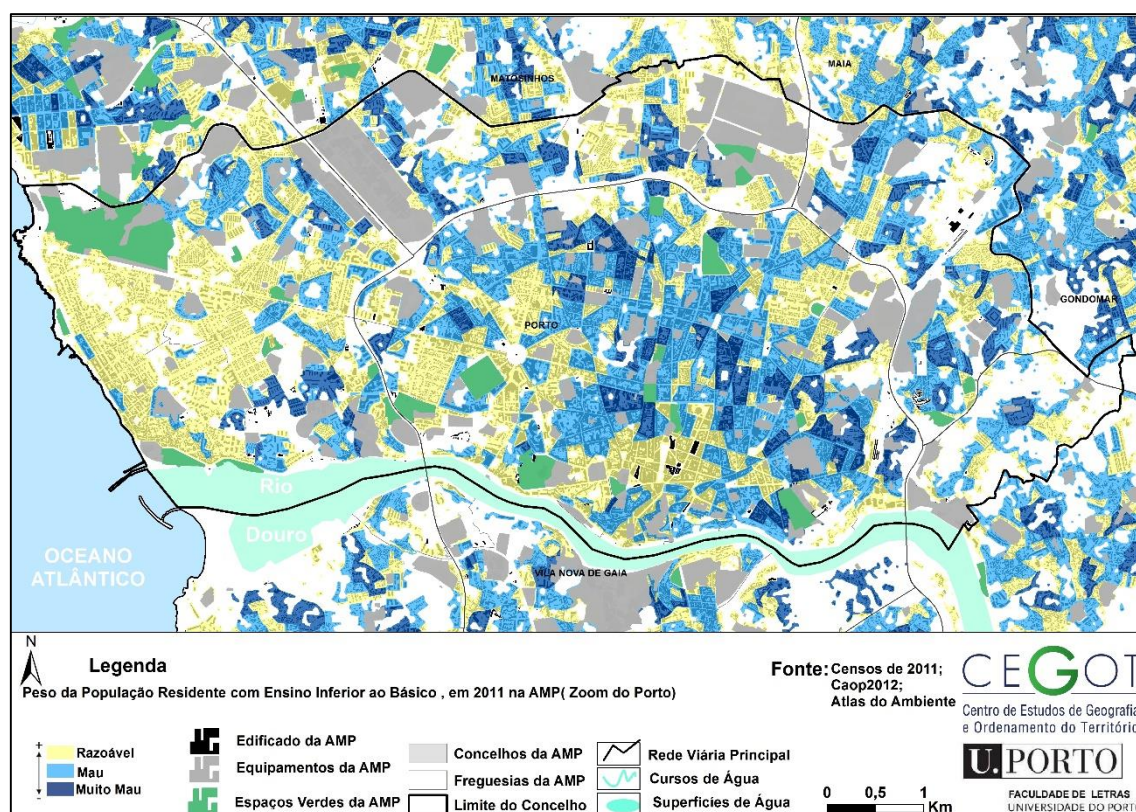 MATOSINHOS
MAIA
GONDOMAR
PORTO
Rio
Douro
OCEANO
ATLÂNTICO
VILA NOVA DE GAIA
N
Legenda
Peso da População Residente com Ensino Inferior ao Básico , em 2011 na AMP( Zoom do Porto)
+
Razoável
Mau
- Muito Mau
Edificado da AMP
Equipamentos da AMP
Espaços Verdes da AMP
Concelhos da AMP
Freguesias da AMP
Limite do Concelho
Rede Viária Principal
Cursos de Água
Superfícies de Água
Fonte: Censos de 2011;
Caop2012;
Atlas do Ambiente
0 0,5 1
Km
CEGOT
Centro de Estudos de Geografia
e Ordenamento do Território
U. PORTO
FACULDADE DE LETRAS
UNIVERSIDADE DO PORT